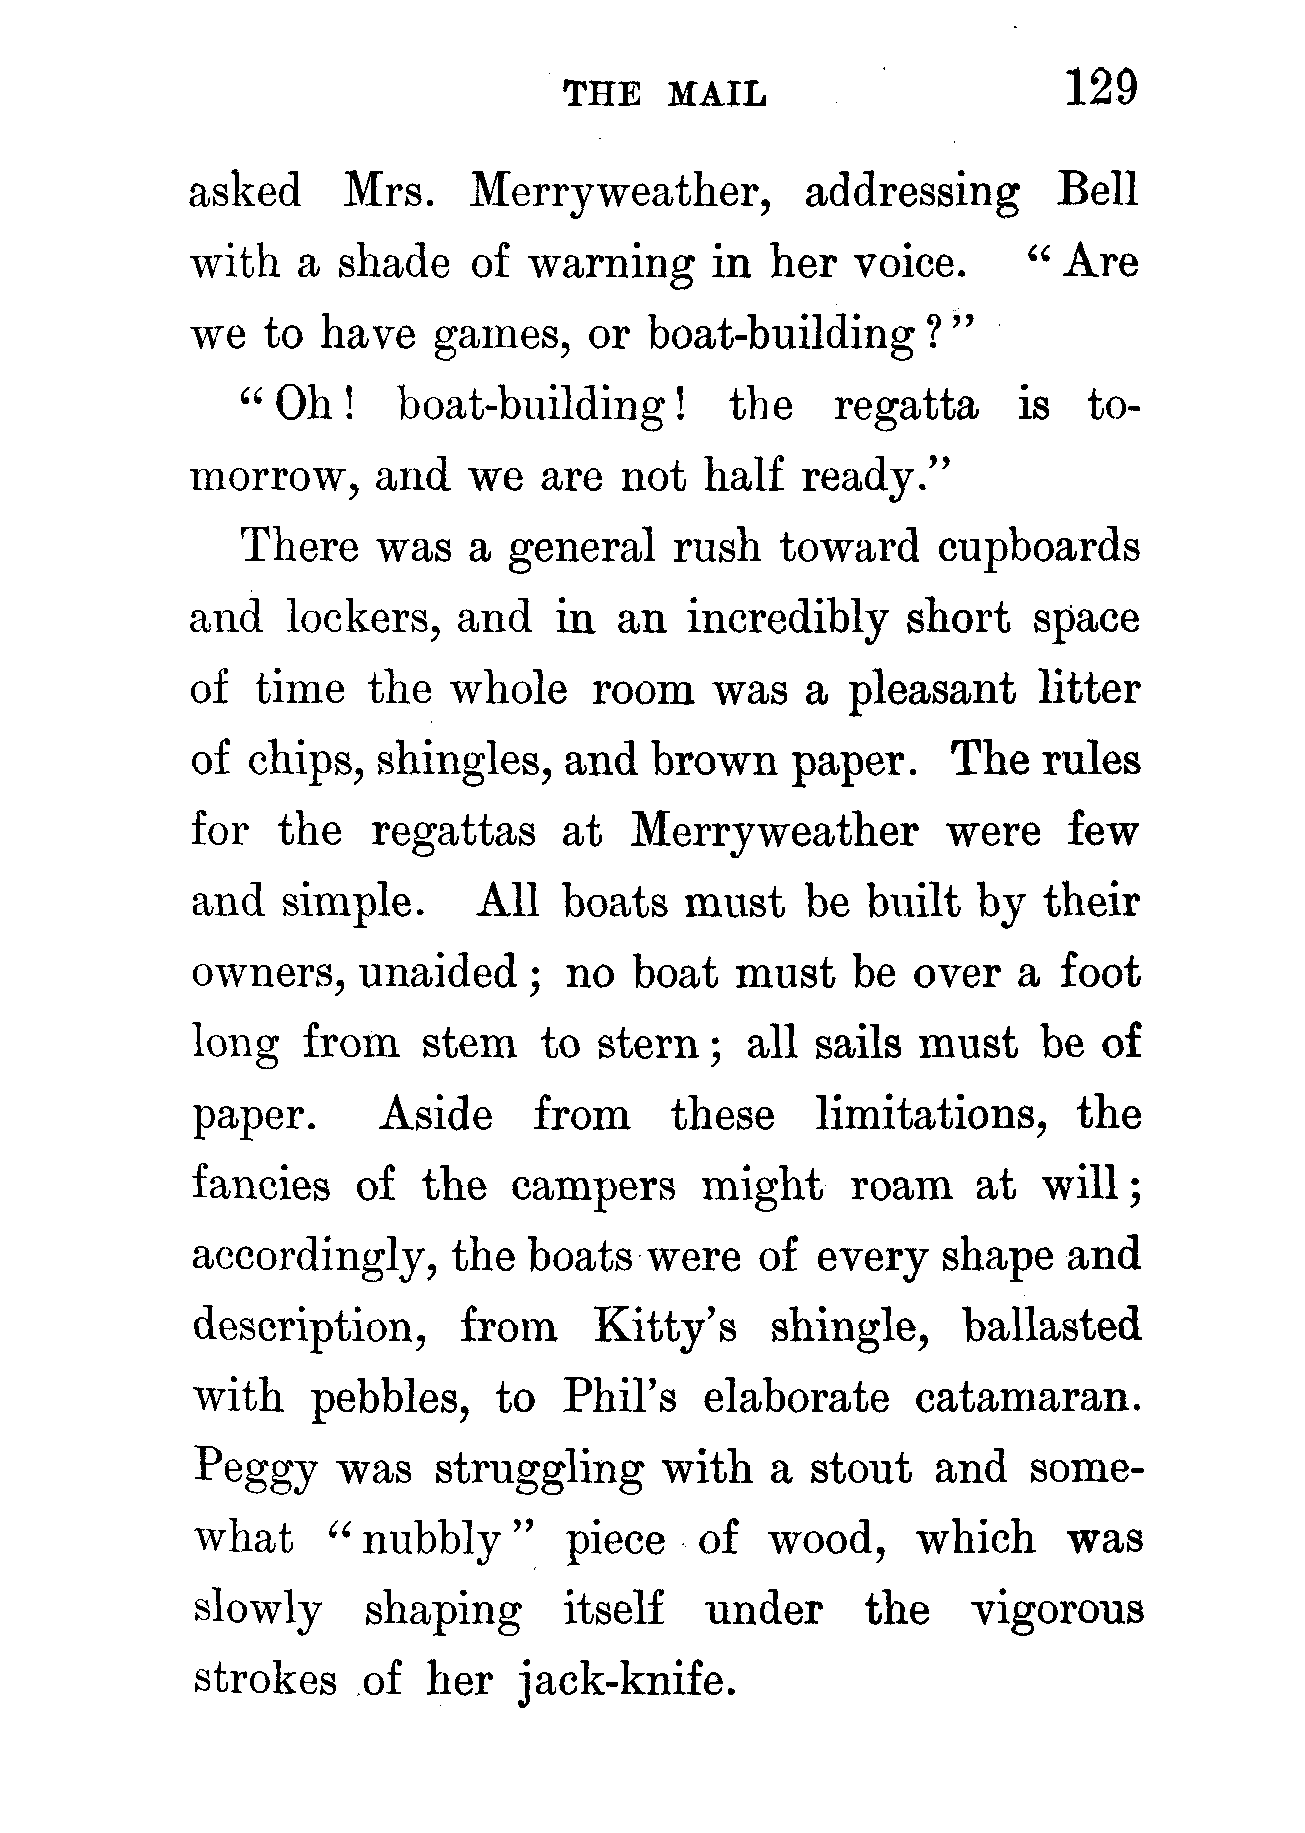 THE MAIL 129
asked Mrs. Merryweather, addressing Bell
with a shade of warning in her voice. “Are
we to have games, or boat-building?”
“Oh! boat-building! the regatta is to-
morrow, and we are not half ready.”
There was a general rush toward cupboards
and lockers, and in an incredibly short space
of time the whole room was a pleasant litter
of chips, shingles, and brown paper. The rules
for the regattas at Merryweather were few
and simple. All boats must be built by their
owners, unaided; no boat must be over a foot
long from stem to stern; all sails must be of
paper. Aside from these limitations, the
fancies of the campers might roam at will;
accordingly, the boats were of every shape and
description, from Kitty’s shingle, ballasted
with pebbles, to Phil’s elaborate catamaran.
Peggy was struggling with a stout and some-
what “nubbly” piece of wood, which was
slowly shaping itself under the vigorous
strokes of her jack-knife.